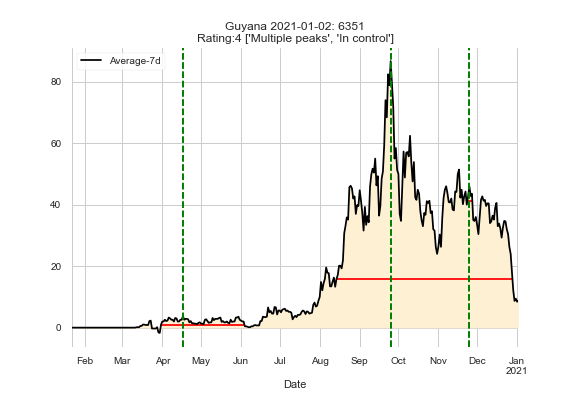 Guyana 2021-01-02: 6351
Rating:4 ['Multiple peaks', 'In control']
Average-7d
80
60
40
20
0
Feb Mar Apr May Jun Jul Aug Sep Oct Nov Dec Jan
2021
Date